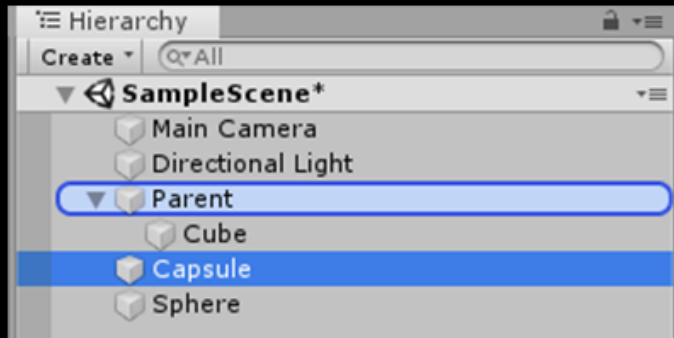 Hierarchy
Create All
SampleScene*
Main Camera
Directional Light
Parent
Cube
Capsule
Sphere